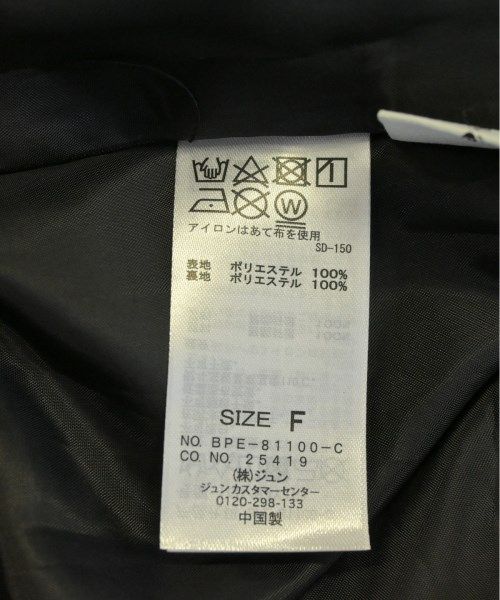 アイロンはあて布を使用
SD-150
表地 ポリエステル 100%
裏地 ポリエステル 100%
SIZE F
NO. BPE-81100-C
CO. NO. 25419
(株)ジュン
ジュンカスタマーセンター
0120-298-133
中国製